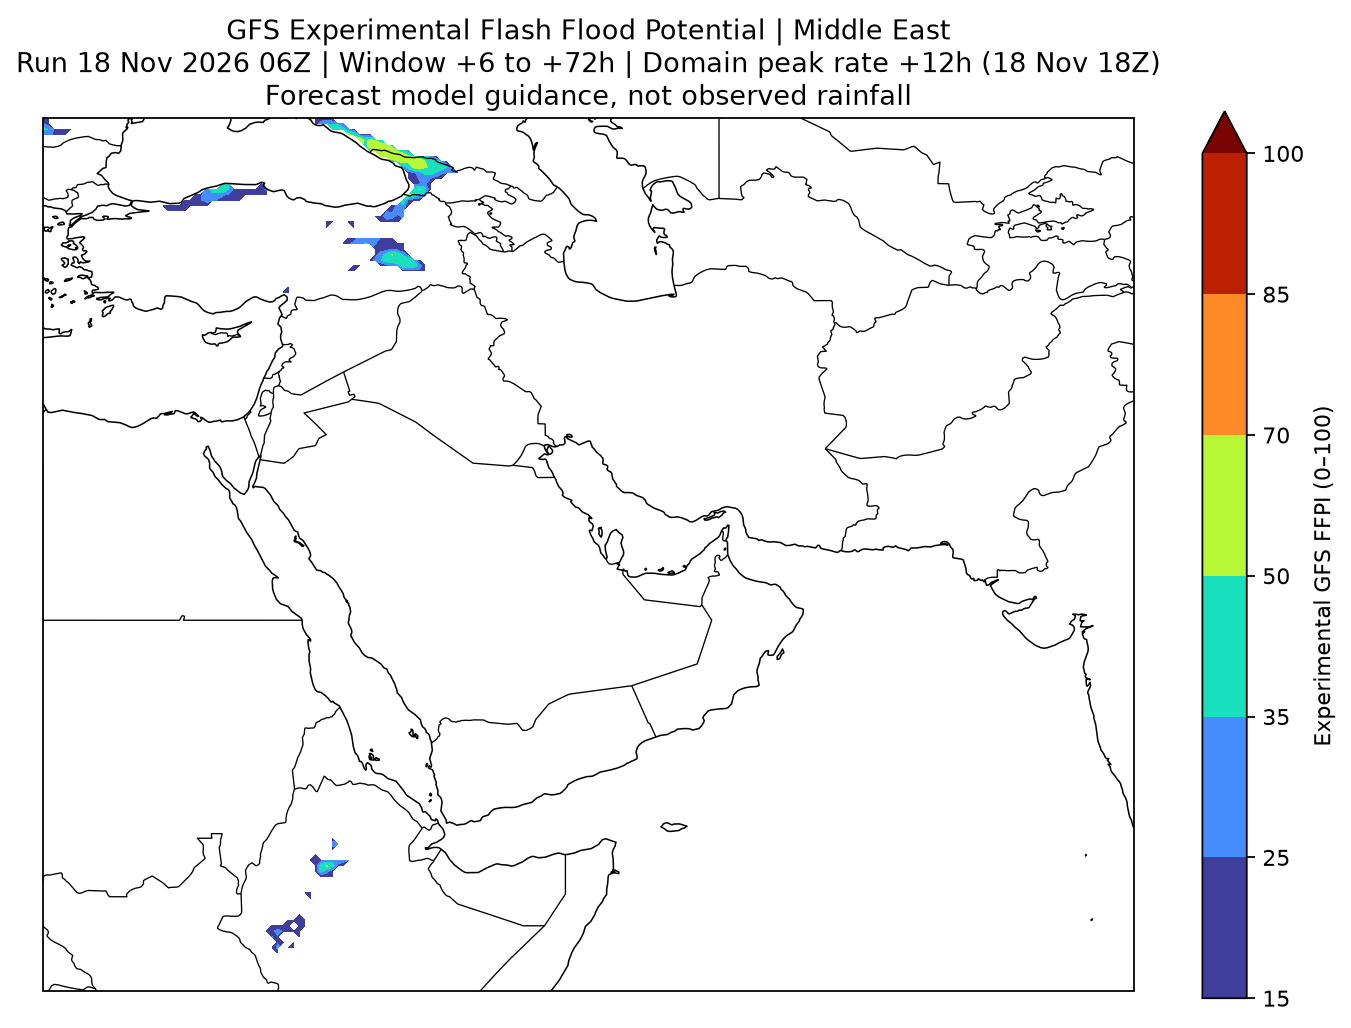 GFS Experimental Flash Flood Potential | Middle East
Run 18 Nov 2026 06Z | Window +6 to +72h | Domain peak rate +12h (18 Nov 18Z)
Forecast model guidance, not observed rainfall
100
85
70
50
35
25
15
Experimental GFS FFPI (0–100)